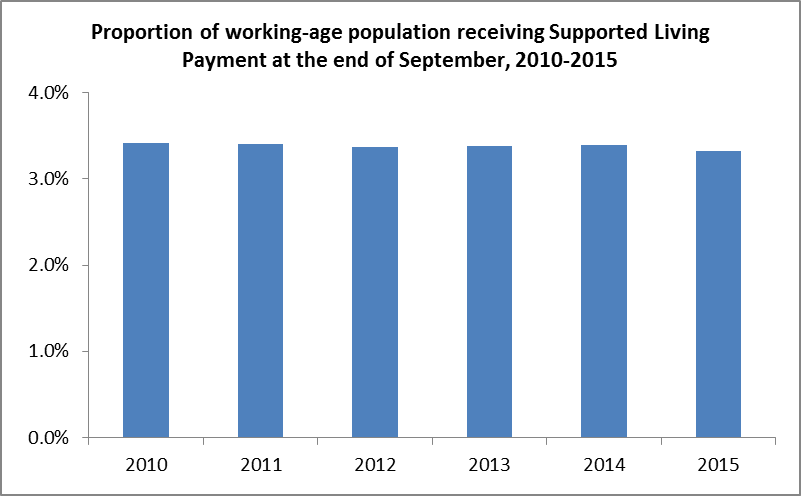 Proportion of working-age population receiving Supported Living
Payment at the end of September, 2010-2015
4.0%
3.0%
2.0%
1.0%
0.0%
2010 2011 2012 2013 2014 2015